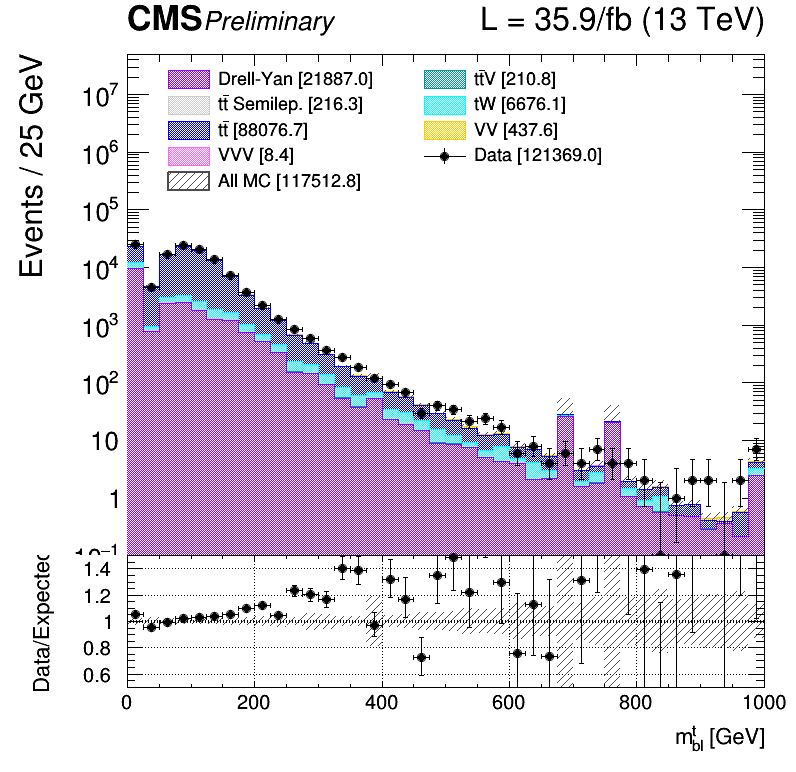 CMS Preliminary L = 35.9/fb (13 TeV)
Events / 25 GeV
Drell-Yan [21887.0]
tt̄ Semilep. [216.3]
tt̄ [88076.7]
VVV [8.4]
All MC [117512.8]
tt̄V [210.8]
tW [6676.1]
VV [437.6]
Data [121369.0]
10⁷
10⁶
10⁵
10⁴
10³
10²
10
1
10⁻¹
Data/Expected
1.4
1.2
1
0.8
0.6
0 200 400 600 800 1000
mᵗbl [GeV]